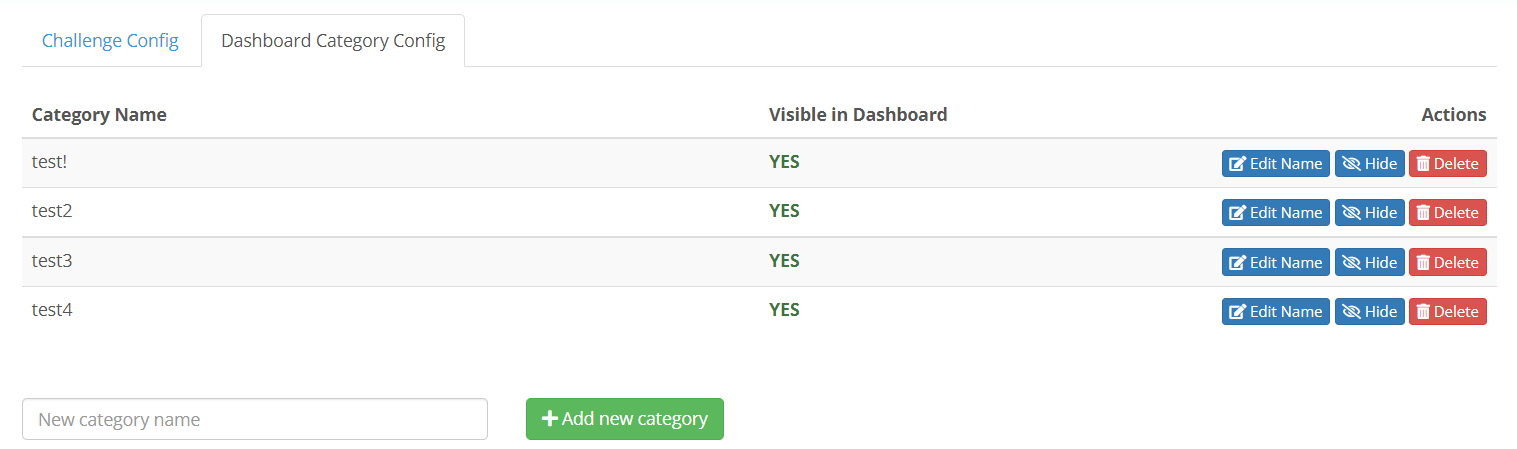 Challenge Config Dashboard Category Config
Category Name Visible in Dashboard Actions
test! YES Edit Name Hide Delete
test2 YES Edit Name Hide Delete
test3 YES Edit Name Hide Delete
test4 YES Edit Name Hide Delete
New category name Add new category